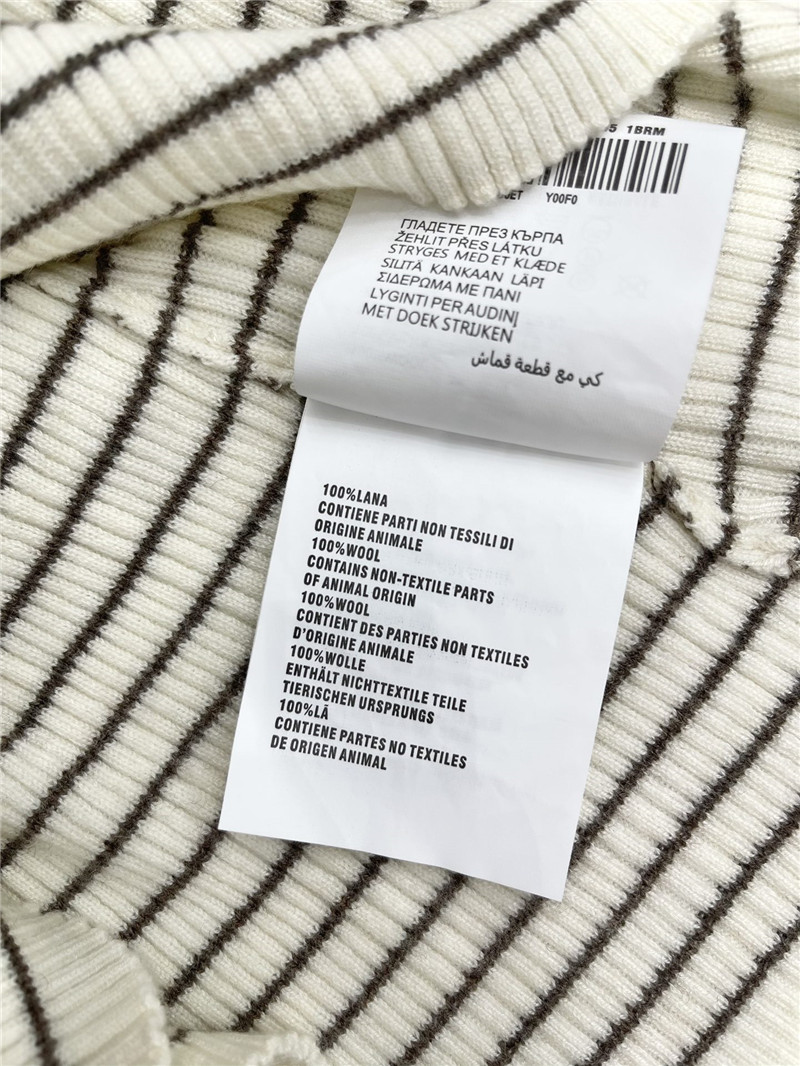 1BRM
Y00F0
ГЛАДЕТЕ ПРЕЗ КЪРПА
ŽEHLIT PŘES LÁTKU
STRYGES MED ET KLÆDE
SILITÄ KANKAAN LÄPI
ΣΙΔΕΡΩΜΑ ΜΕ ΠΑΝΙ
LYGINTI PER AUDINĮ
MET DOEK STRIJKEN
كي مع قطعة قماش
100%LANA
CONTIENE PARTI NON TESSILI DI
ORIGINE ANIMALE
100%WOOL
CONTAINS NON-TEXTILE PARTS
OF ANIMAL ORIGIN
100%WOOL
CONTIENT DES PARTIES NON TEXTILES
D'ORIGINE ANIMALE
100%WOLLE
ENTHÄLT NICHTTEXTILE TEILE
TIERISCHEN URSPRUNGS
100%LÃ
CONTIENE PARTES NO TEXTILES
DE ORIGEN ANIMAL